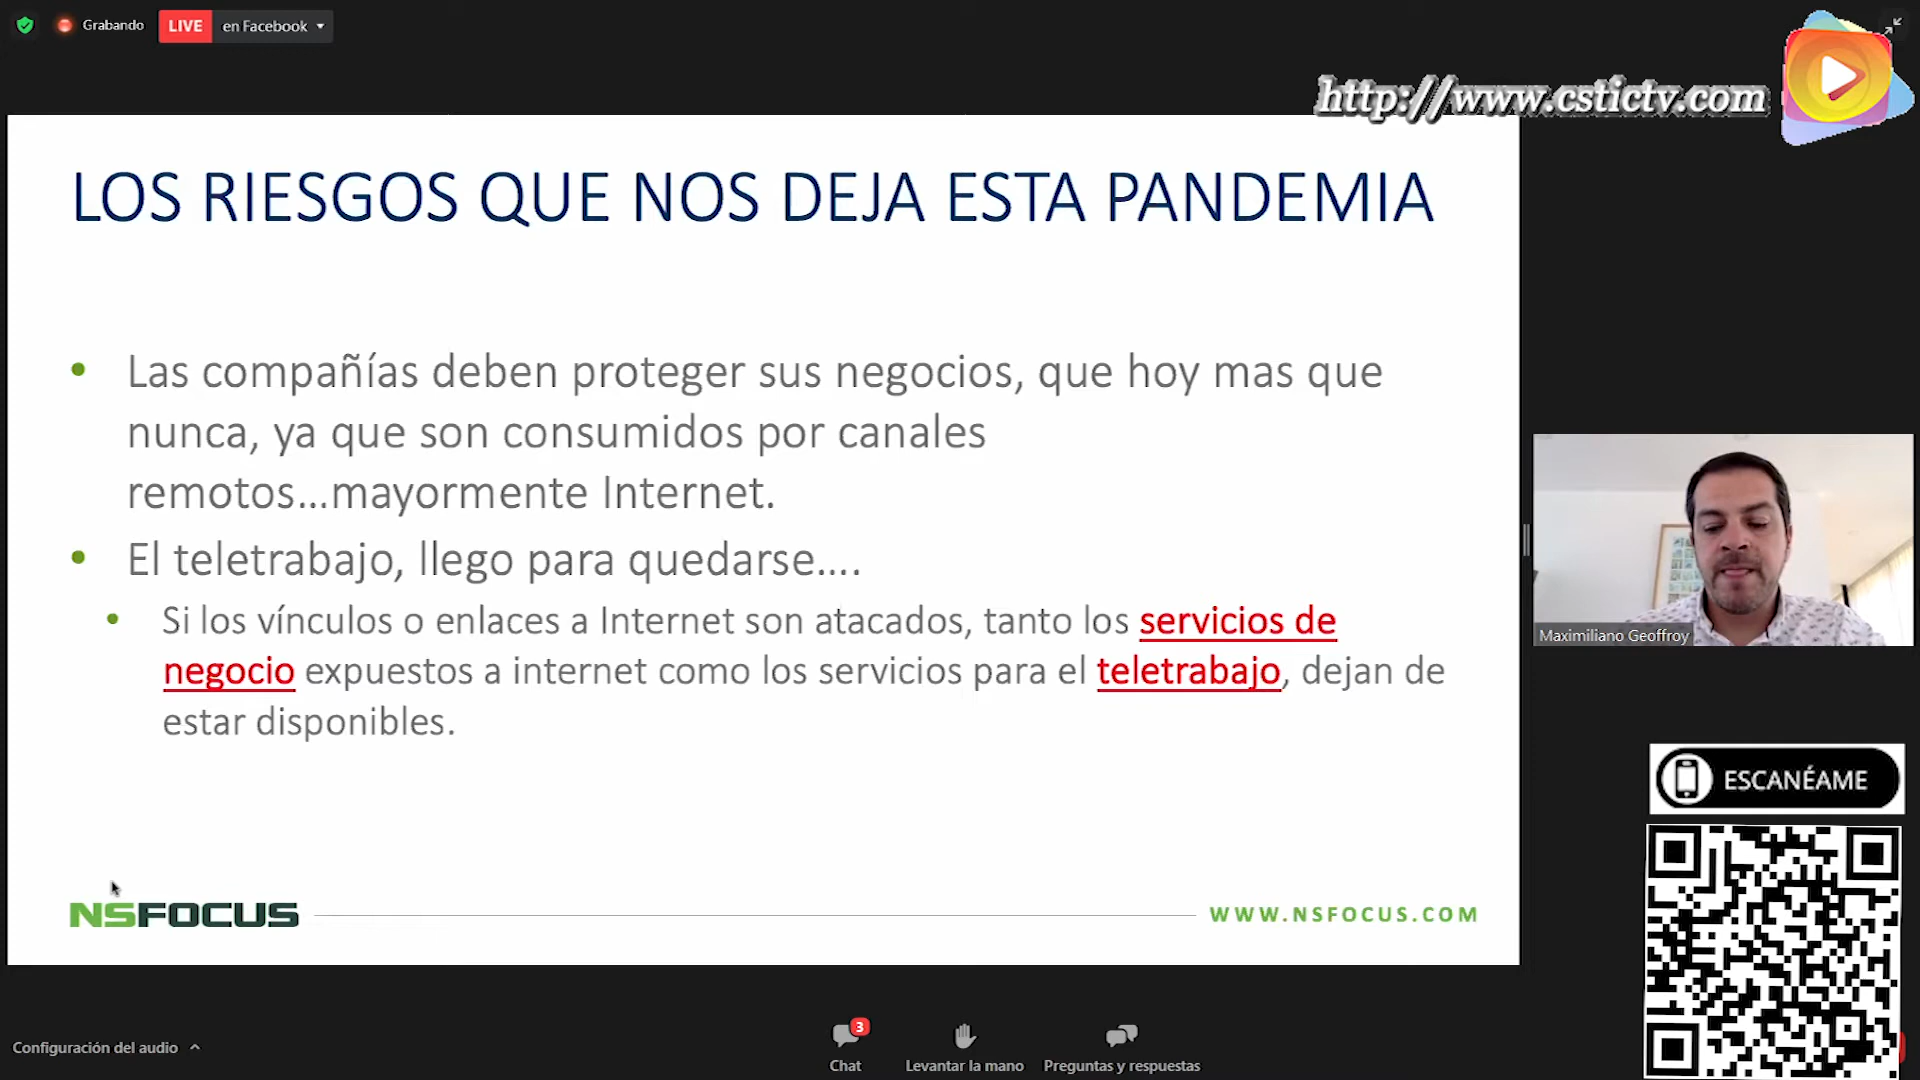 Grabando
LIVE en Facebook
http://www.cstictv.com
LOS RIESGOS QUE NOS DEJA ESTA PANDEMIA
• Las compañías deben proteger sus negocios, que hoy mas que
nunca, ya que son consumidos por canales
remotos...mayormente Internet.
• El teletrabajo, llego para quedarse....
• Si los vínculos o enlaces a Internet son atacados, tanto los servicios de
negocio expuestos a internet como los servicios para el teletrabajo, dejan de
estar disponibles.
Maximiliano Geoffroy
ESCANÉAME
NSFOCUS
WWW.NSFOCUS.COM
Configuración del audio
3
Chat
Levantar la mano
Preguntas y respuestas